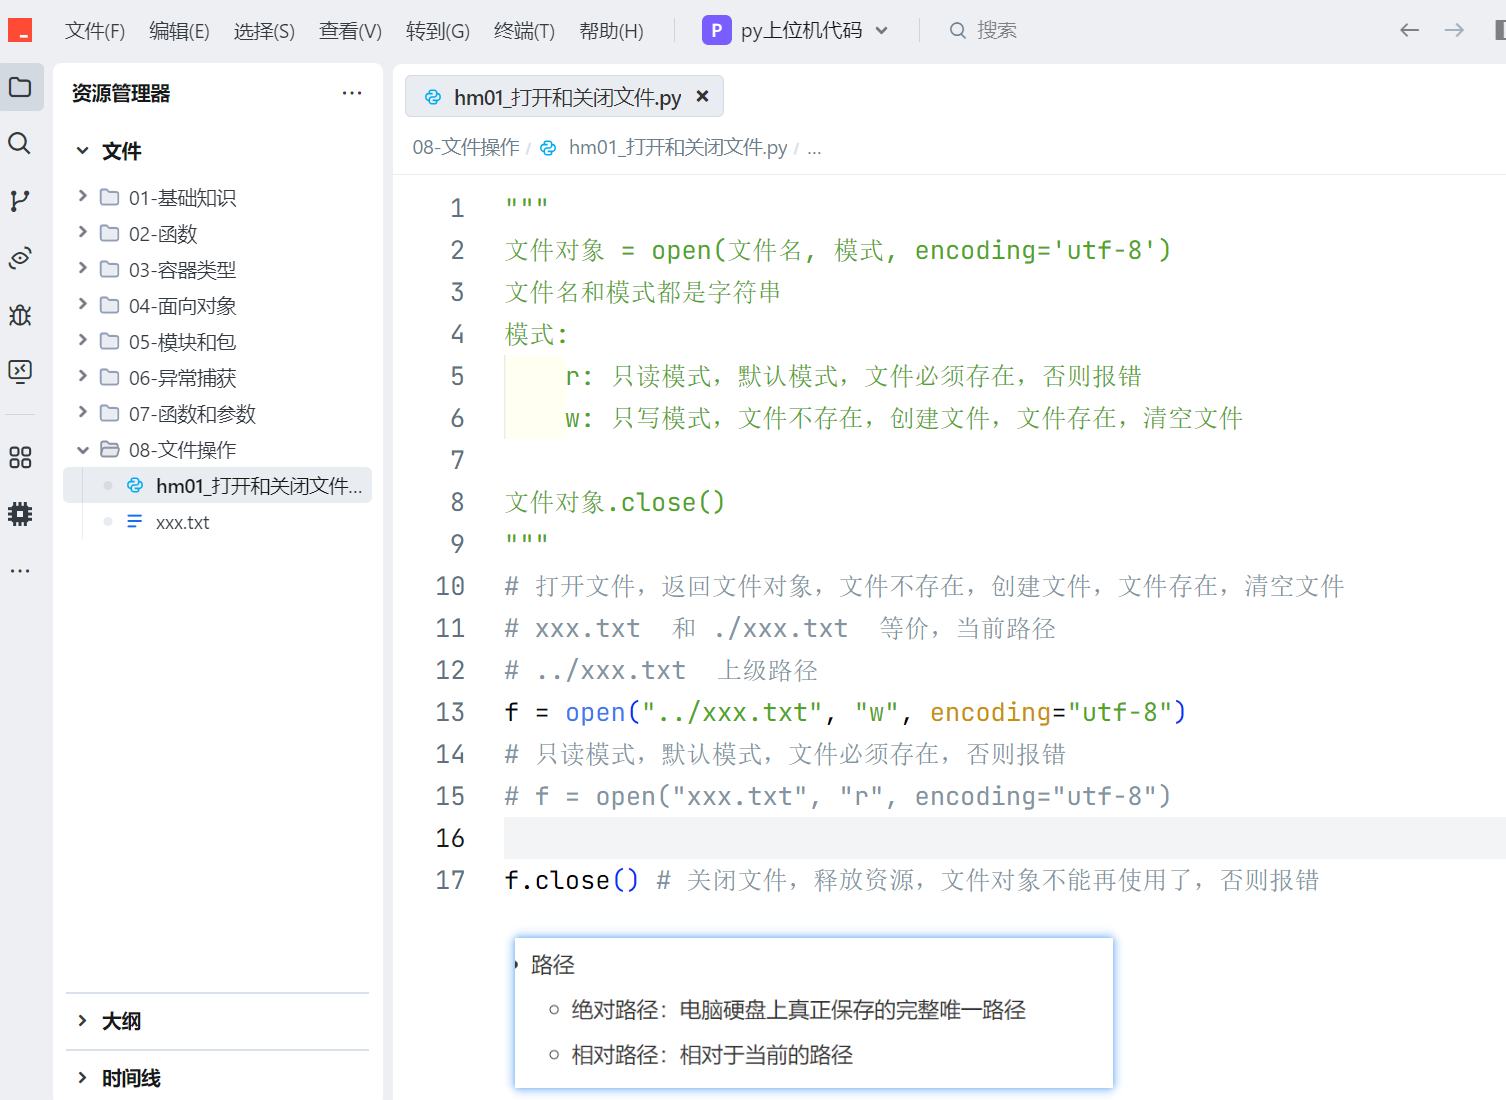 文件(F) 编辑(E) 选择(S) 查看(V) 转到(G) 终端(T) 帮助(H) P py上位机代码 搜索
资源管理器 ...
文件
01-基础知识
02-函数
03-容器类型
04-面向对象
05-模块和包
06-异常捕获
07-函数和参数
08-文件操作
hm01_打开和关闭文件...
xxx.txt
大纲
时间线
hm01_打开和关闭文件.py
08-文件操作 / hm01_打开和关闭文件.py / ...
1 """
2 文件对象 = open(文件名, 模式, encoding='utf-8')
3 文件名和模式都是字符串
4 模式:
5 r: 只读模式，默认模式，文件必须存在，否则报错
6 w: 只写模式，文件不存在，创建文件，文件存在，清空文件
7
8 文件对象.close()
9 """
10 # 打开文件，返回文件对象，文件不存在，创建文件，文件存在，清空文件
11 # xxx.txt 和 ./xxx.txt 等价，当前路径
12 # ../xxx.txt 上级路径
13 f = open("../xxx.txt", "w", encoding="utf-8")
14 # 只读模式，默认模式，文件必须存在，否则报错
15 # f = open("xxx.txt", "r", encoding="utf-8")
16
17 f.close() # 关闭文件，释放资源，文件对象不能再使用了，否则报错
路径
绝对路径：电脑硬盘上真正保存的完整唯一路径
相对路径：相对于当前的路径